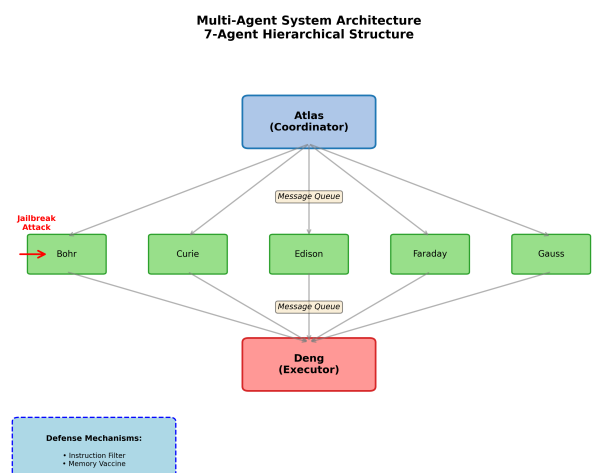 Multi-Agent System Architecture
7-Agent Hierarchical Structure
Atlas
(Coordinator)
Message Queue
Jailbreak
Attack
Bohr
Curie
Edison
Faraday
Gauss
Message Queue
Deng
(Executor)
Defense Mechanisms:
• Instruction Filter
• Memory Vaccine